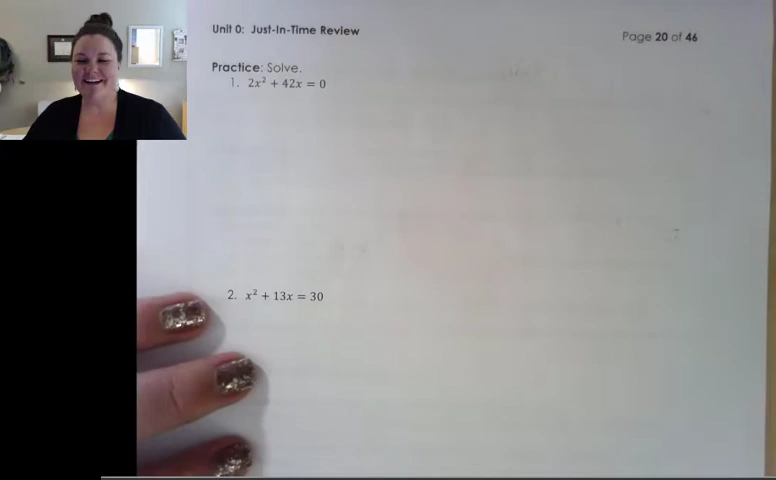 Unit 0: Just-In-Time Review
Page 20 of 46
Practice: Solve.
1. 2x² + 42x = 0
2. x² + 13x = 30